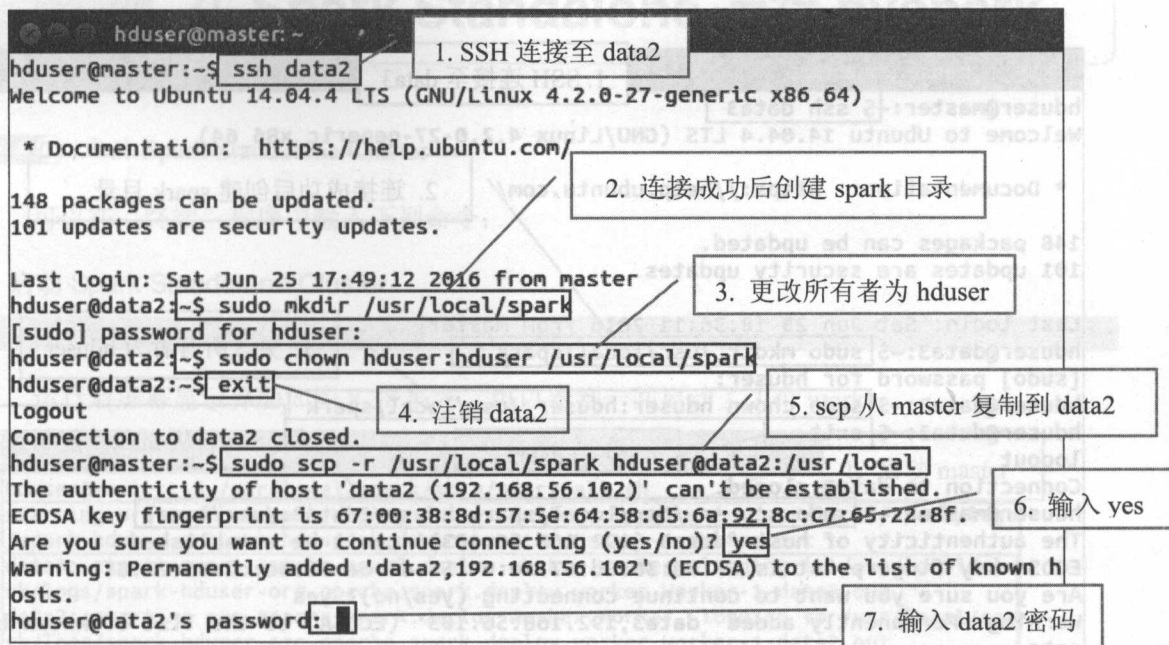 hduser@master: ~
1. SSH 连接至 data2
hduser@master:~$ ssh data2
Welcome to Ubuntu 14.04.4 LTS (GNU/Linux 4.2.0-27-generic x86_64)
* Documentation: https://help.ubuntu.com/
2. 连接成功后创建 spark 目录
148 packages can be updated.
101 updates are security updates.
Last login: Sat Jun 25 17:49:12 2016 from master
3. 更改所有者为 hduser
hduser@data2:~$ sudo mkdir /usr/local/spark
[sudo] password for hduser:
hduser@data2:~$ sudo chown hduser:hduser /usr/local/spark
hduser@data2:~$ exit
logout
4. 注销data2
5. scp 从 master 复制到 data2
Connection to data2 closed.
hduser@master:~$ sudo scp -r /usr/local/spark hduser@data2:/usr/local
The authenticity of host 'data2 (192.168.56.102)' can't be established.
ECDSA key fingerprint is 67:00:38:8d:57:5e:64:58:d5:6a:92:8c:c7:65:22:8f.
6. 输入 yes
Are you sure you want to continue connecting (yes/no)? yes
Warning: Permanently added 'data2,192.168.56.102' (ECDSA) to the list of known h
osts.
hduser@data2's password:
7. 输入 data2 密码